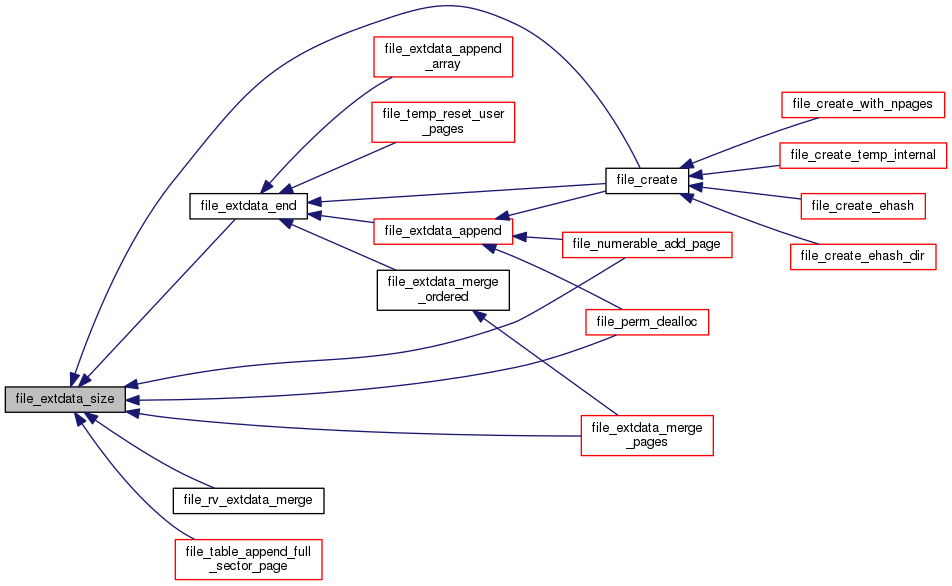 file_extdata_append
_array
file_temp_reset_user
_pages
file_create_with_npages
file_create_temp_internal
file_create
file_create_ehash
file_extdata_end
file_extdata_append
file_numerable_add_page
file_create_ehash_dir
file_extdata_merge
_ordered
file_perm_dealloc
file_extdata_size
file_extdata_merge
_pages
file_rv_extdata_merge
file_table_append_full
_sector_page